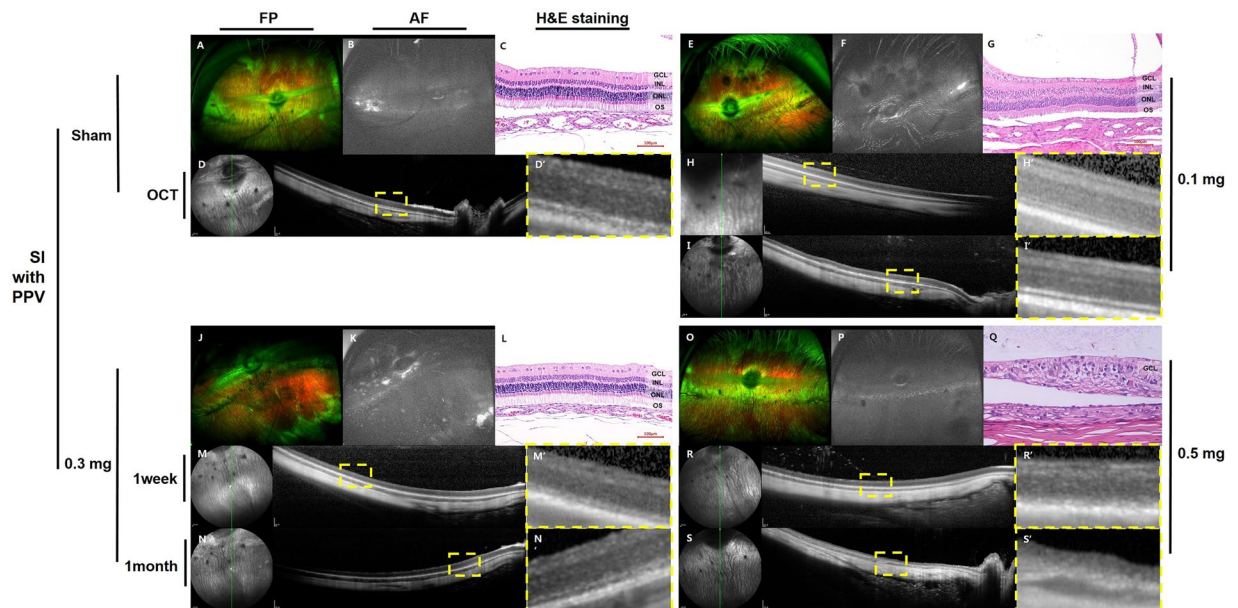 FP
AF
H&E staining
A
B
C
GCL
INL
ONL
OS
E
F
G
GCL
INL
ONL
OS
Sham
OCT
D
D'
H
H'
0.1 mg
I
I'
SI
with
PPV
J
K
L
GCL
INL
ONL
OS
100μm
O
P
Q
GCL
0.3 mg
1week
M
M'
R
R'
0.5 mg
1month
N
N'
S
S'